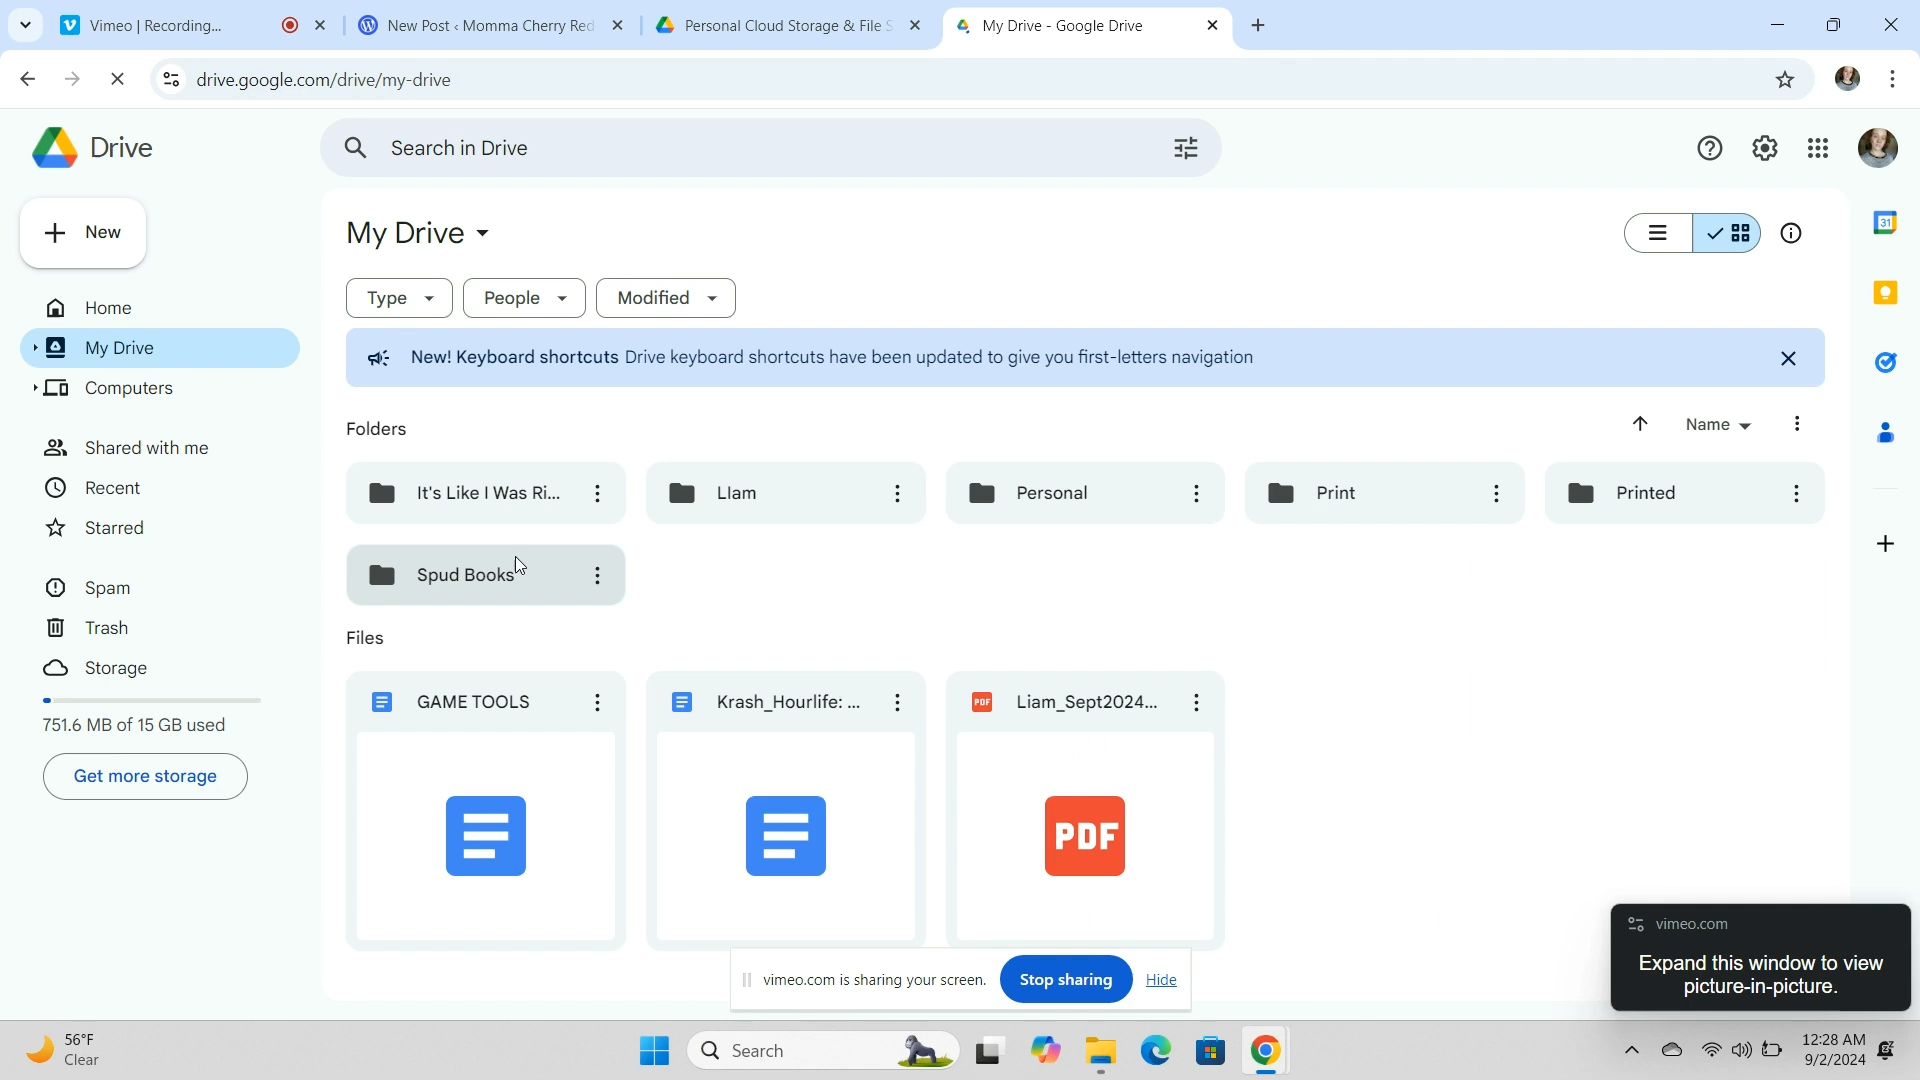 Vimeo | Recording...
New Post ‹ Momma Cherry Red
Personal Cloud Storage & File S
My Drive - Google Drive
drive.google.com/drive/my-drive
Drive
Search in Drive
New
My Drive
Type
People
Modified
Home
My Drive
Computers
New! Keyboard shortcuts Drive keyboard shortcuts have been updated to give you first-letters navigation
31
Folders
Name
Shared with me
Recent
Starred
It's Like I Was Ri...
LIam
Personal
Print
Printed
Spud Books
Spam
Trash
Storage
Files
751.6 MB of 15 GB used
Get more storage
GAME TOOLS
Krash_Hourlife: ...
PDF
Liam_Sept2024...
PDF
vimeo.com
Expand this window to view
picture-in-picture.
vimeo.com is sharing your screen.
Stop sharing
Hide
56°F
Clear
Search
12:28 AM
9/2/2024